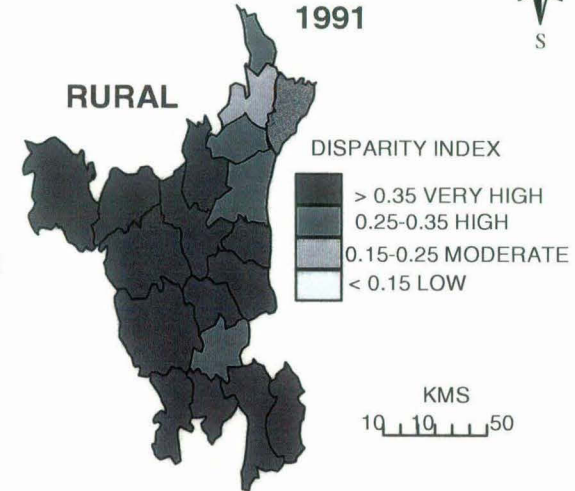 1991
S
RURAL
DISPARITY INDEX
> 0.35 VERY HIGH
0.25-0.35 HIGH
0.15-0.25 MODERATE
< 0.15 LOW
KMS
10 10 50